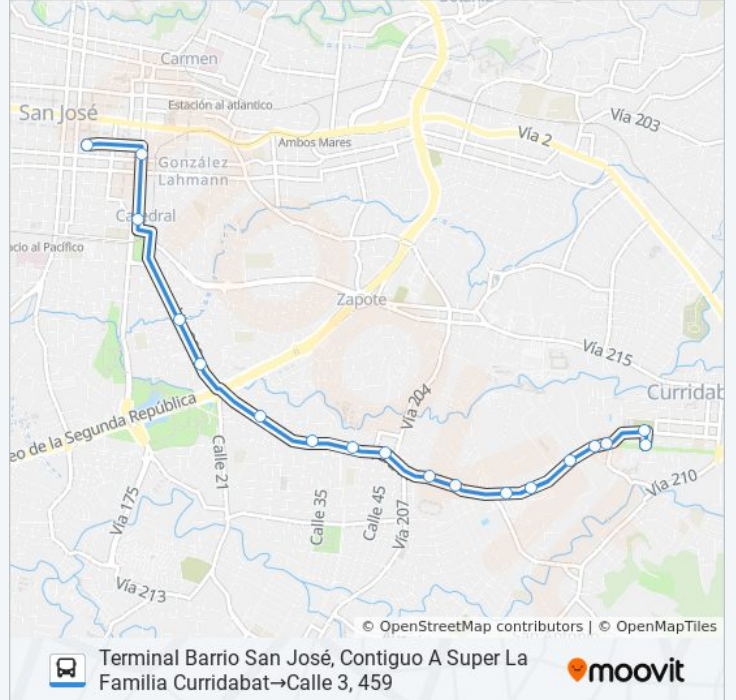 Carmen
San José
Estación al atlantico
Vía 203
Vía 2
Ambos Mares
González
Lahmann
Catedral
acio al Pacífico
Zapote
Vía 215
Curridab
Vía 204
eo de la Segunda República
Calle 21
Vía 210
Vía 175
Calle 35
Calle 45
Vía 207
Vía 213
© OpenStreetMap contributors | © OpenMapTiles
Terminal Barrio San José, Contiguo A Super La
Familia Curridabat→Calle 3, 459
moovit